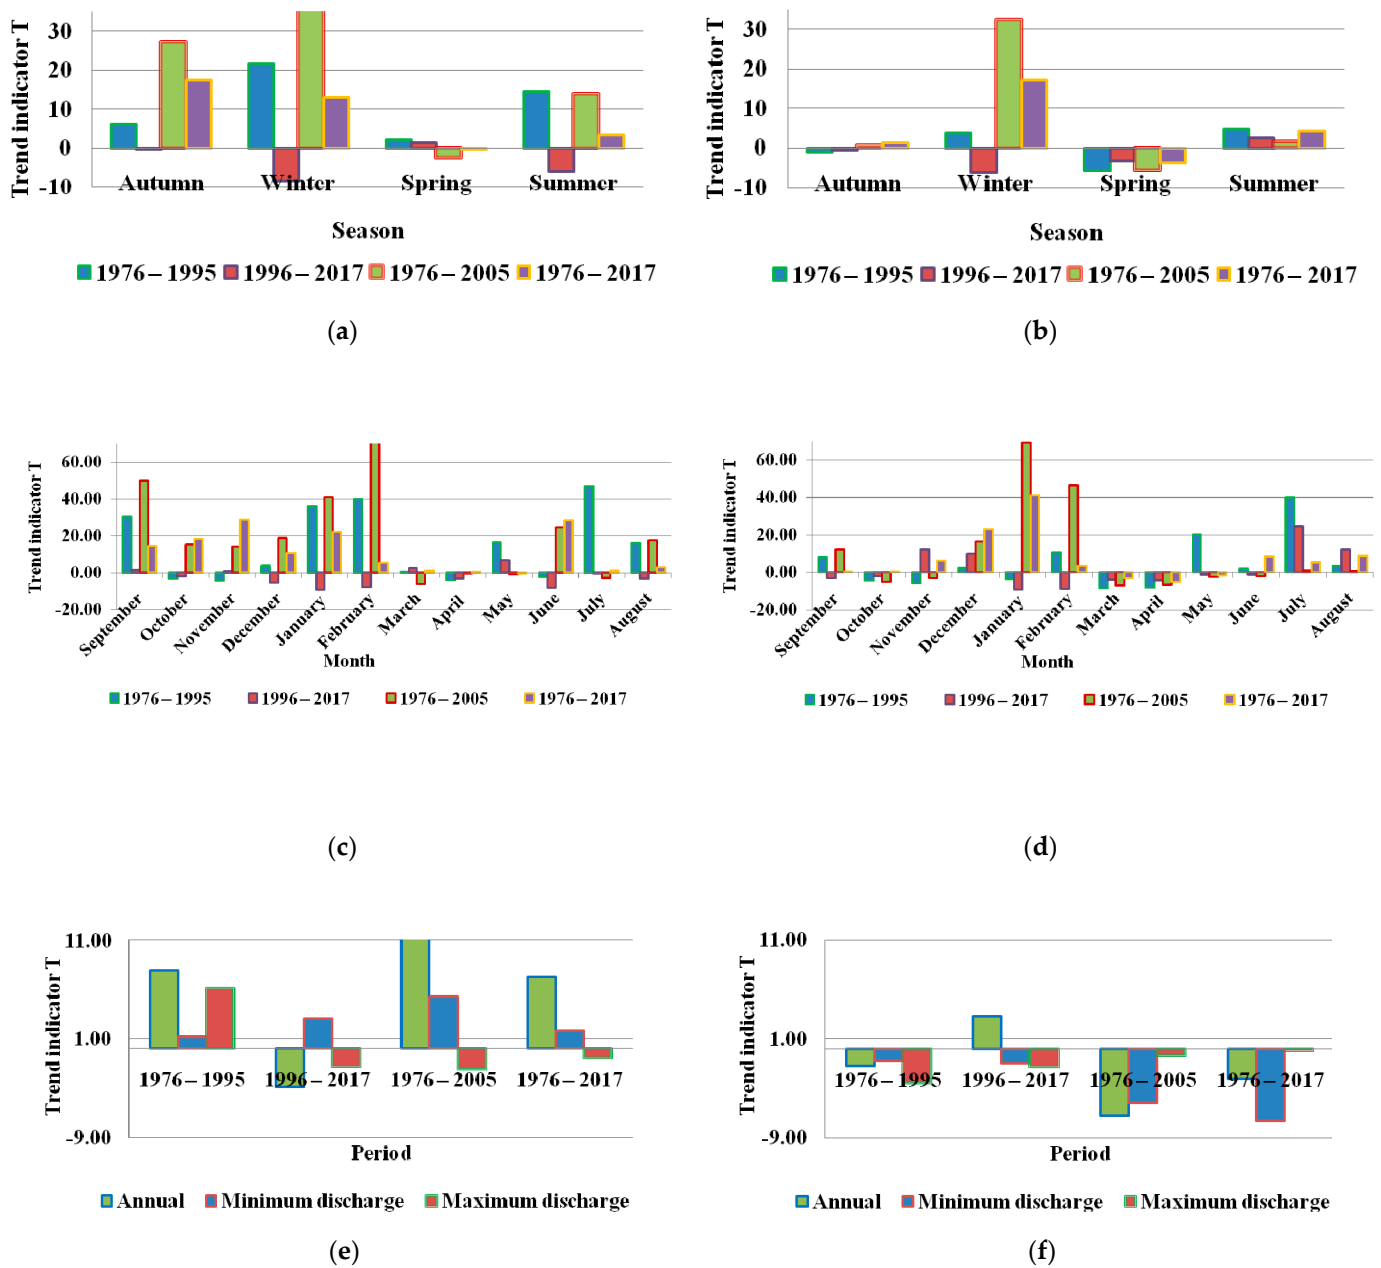 Trend indicator T
30
20
10
0
-10
Autumn Winter Spring Summer
Season
1976 – 1995 1996 – 2017 1976 – 2005 1976 – 2017
(a)
Trend indicator T
30
20
10
0
-10
Autumn Winter Spring Summer
Season
1976 – 1995 1996 – 2017 1976 – 2005 1976 – 2017
(b)
Trend indicator T
60.00
40.00
20.00
0.00
-20.00
September October November December January February March April May June July August
Month
1976 – 1995 1996 – 2017 1976 – 2005 1976 – 2017
(c)
Trend indicator T
60.00
40.00
20.00
0.00
-20.00
September October November December January February March April May June July August
Month
1976 – 1995 1996 – 2017 1976 – 2005 1976 – 2017
(d)
Trend indicator T
11.00
1.00
-9.00
1976 – 1995 1996 – 2017 1976 – 2005 1976 – 2017
Period
Annual Minimum discharge Maximum discharge
(e)
Trend indicator T
11.00
1.00
-9.00
1976 – 1995 1996 – 2017 1976 – 2005 1976 – 2017
Period
Annual Minimum discharge Maximum discharge
(f)